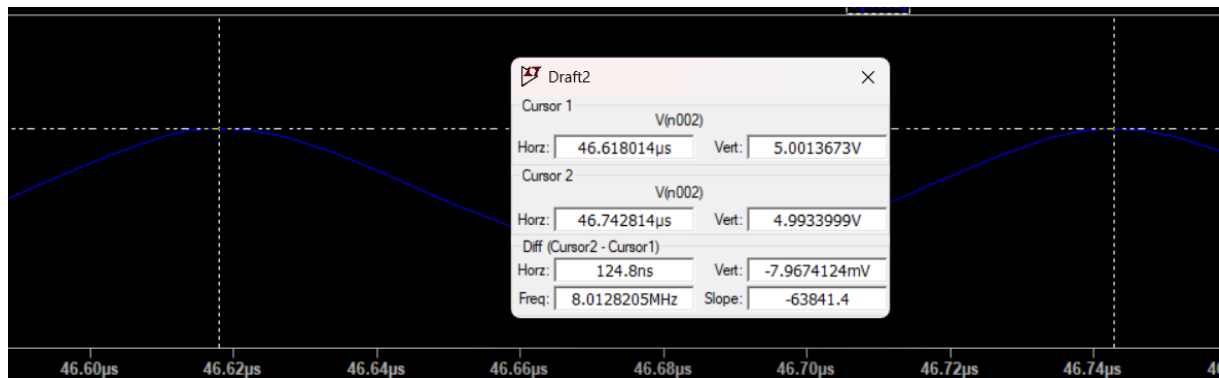 Draft2
Cursor 1
V(n002)
Horz: 46.618014µs Vert: 5.0013673V
Cursor 2
V(n002)
Horz: 46.742814µs Vert: 4.9933999V
Diff (Cursor2 - Cursor1)
Horz: 124.8ns Vert: -7.9674124mV
Freq: 8.0128205MHz Slope: -63841.4
46.60µs 46.62µs 46.64µs 46.66µs 46.68µs 46.70µs 46.72µs 46.74µs